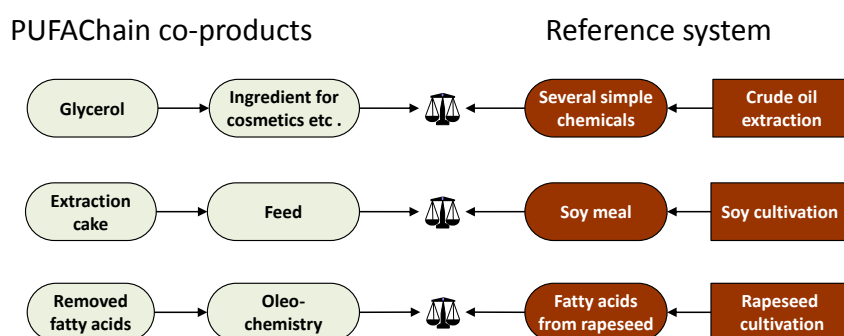 PUFAChain co-products
Reference system
Glycerol
Ingredient for
cosmetics etc .
Several simple
chemicals
Crude oil
extraction
Extraction
cake
Feed
Soy meal
Soy cultivation
Removed
fatty acids
Oleo-
chemistry
Fatty acids
from rapeseed
Rapeseed
cultivation